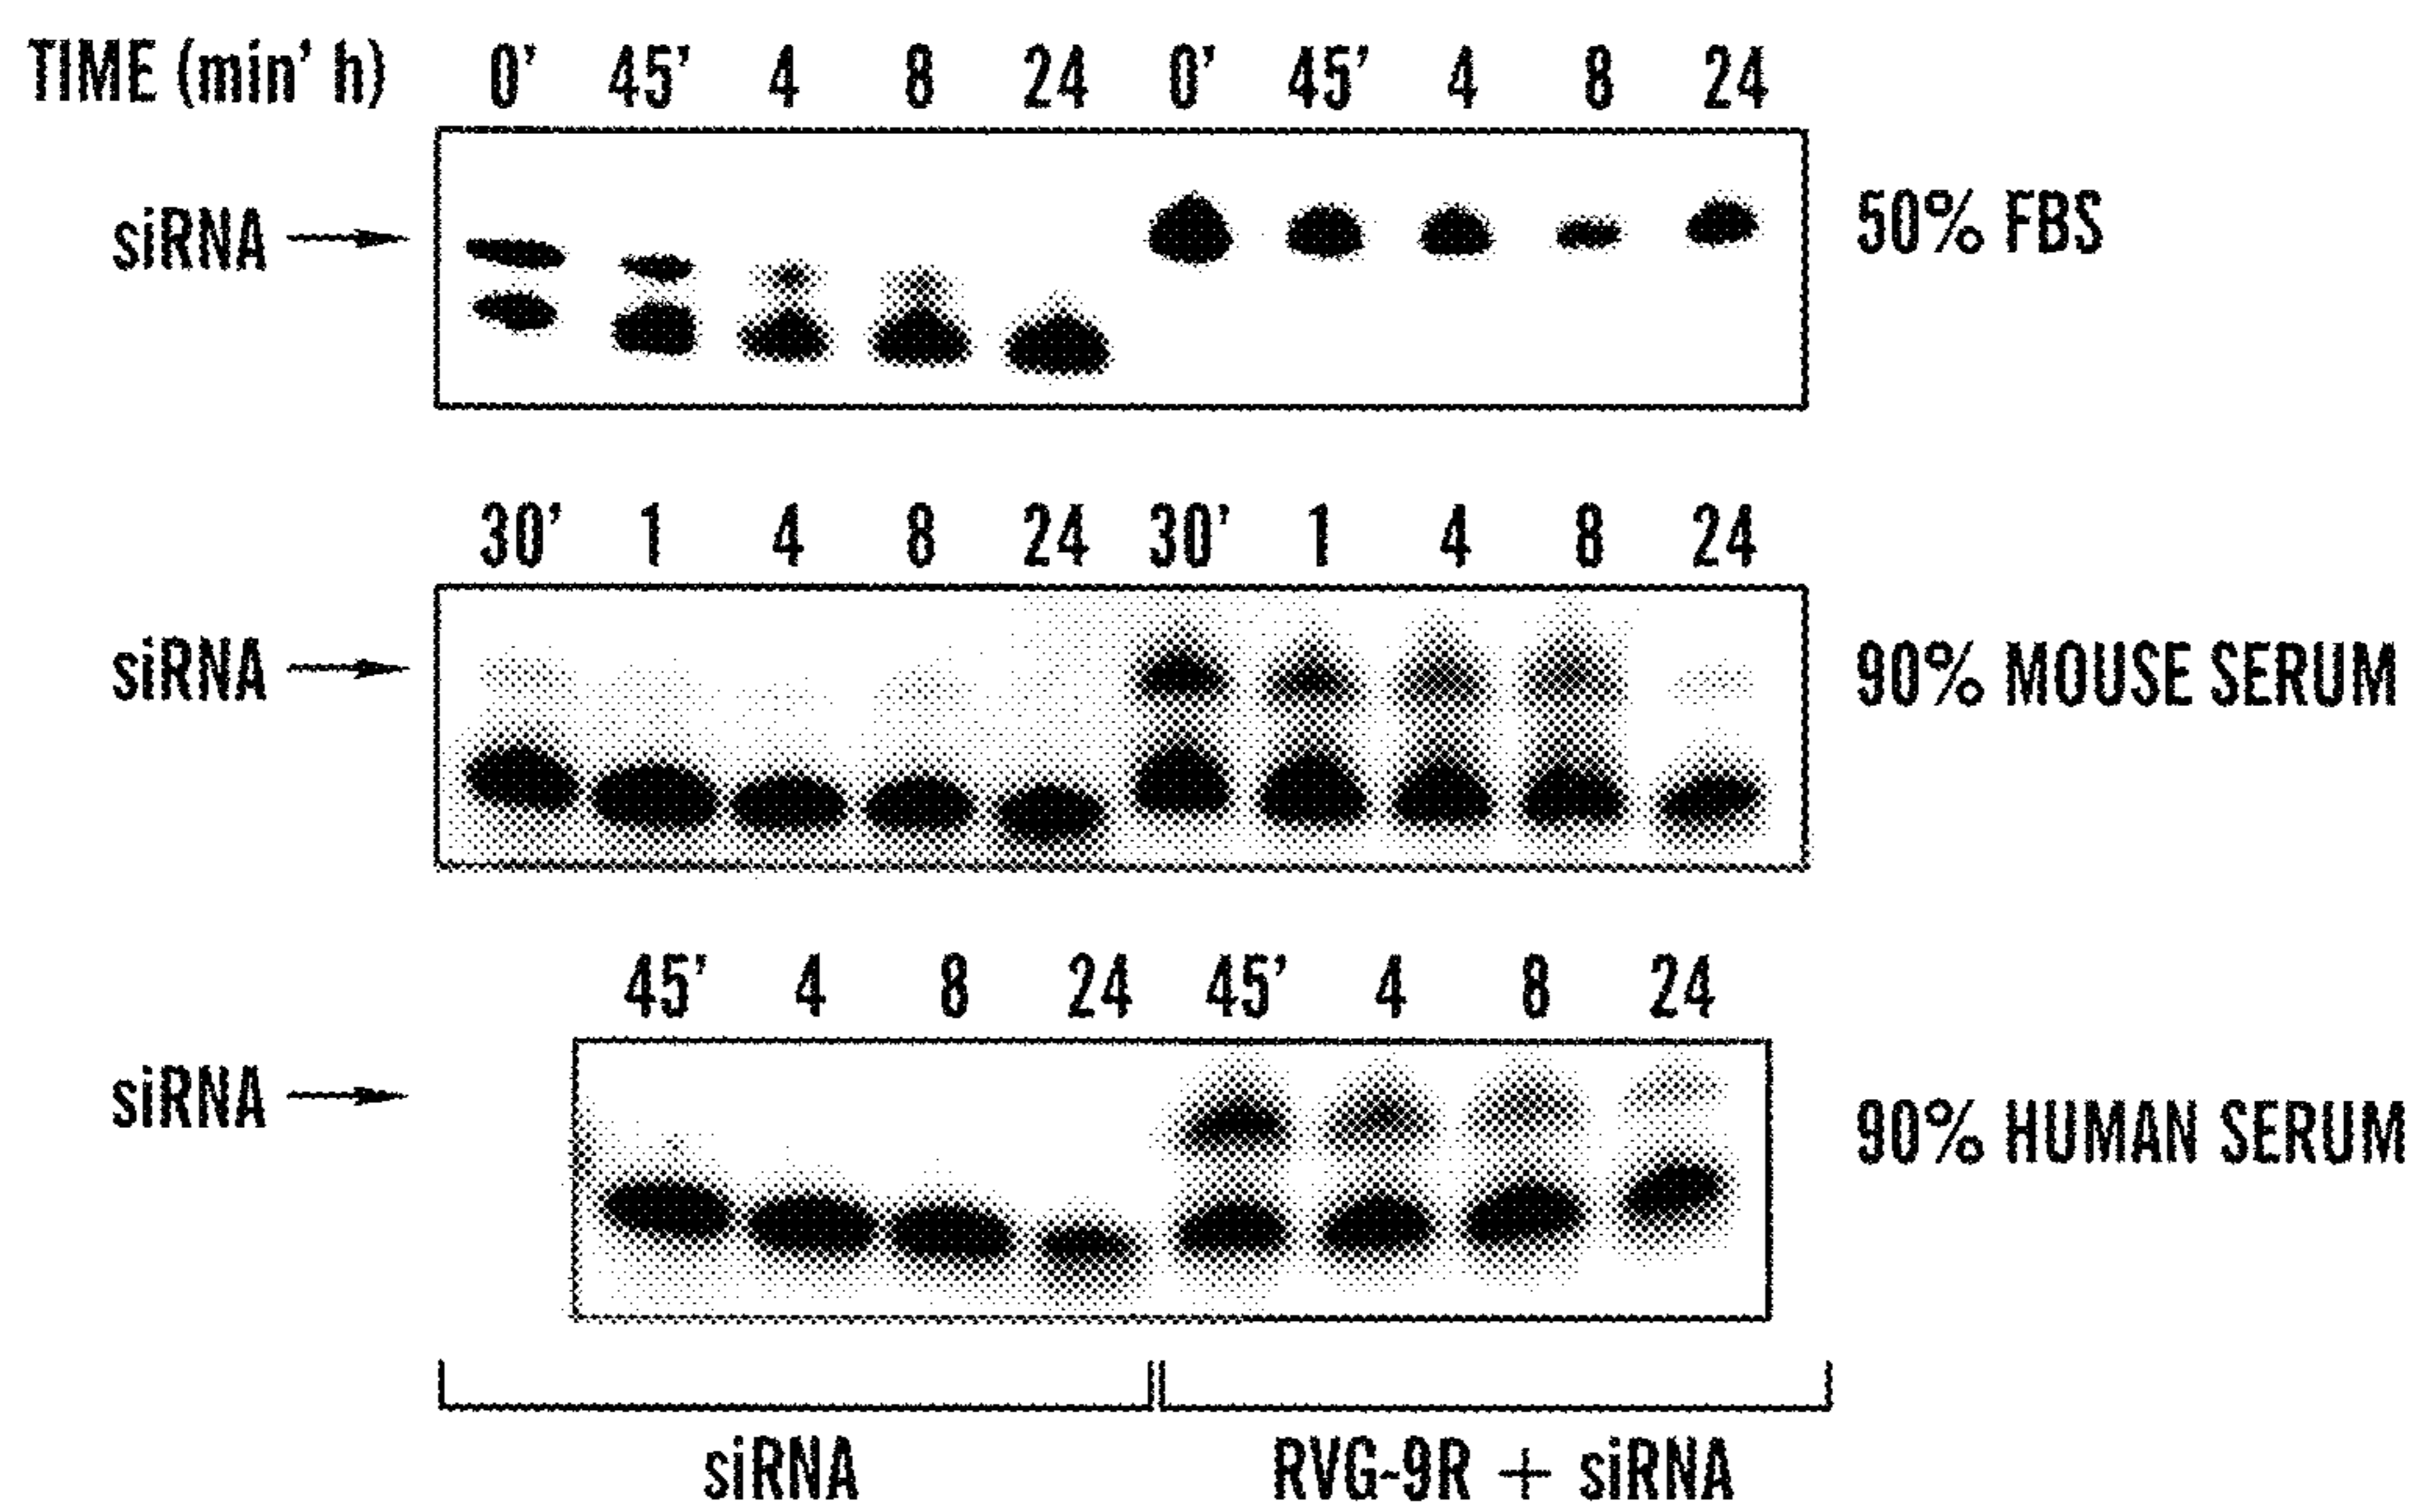 TIME (min' h) 0' 45' 4 8 24 0' 45' 4 8 24
siRNA 50% FBS
30' 1 4 8 24 30' 1 4 8 24
siRNA 90% MOUSE SERUM
45' 4 8 24 45' 4 8 24
siRNA 90% HUMAN SERUM
siRNA RVG-9R + siRNA